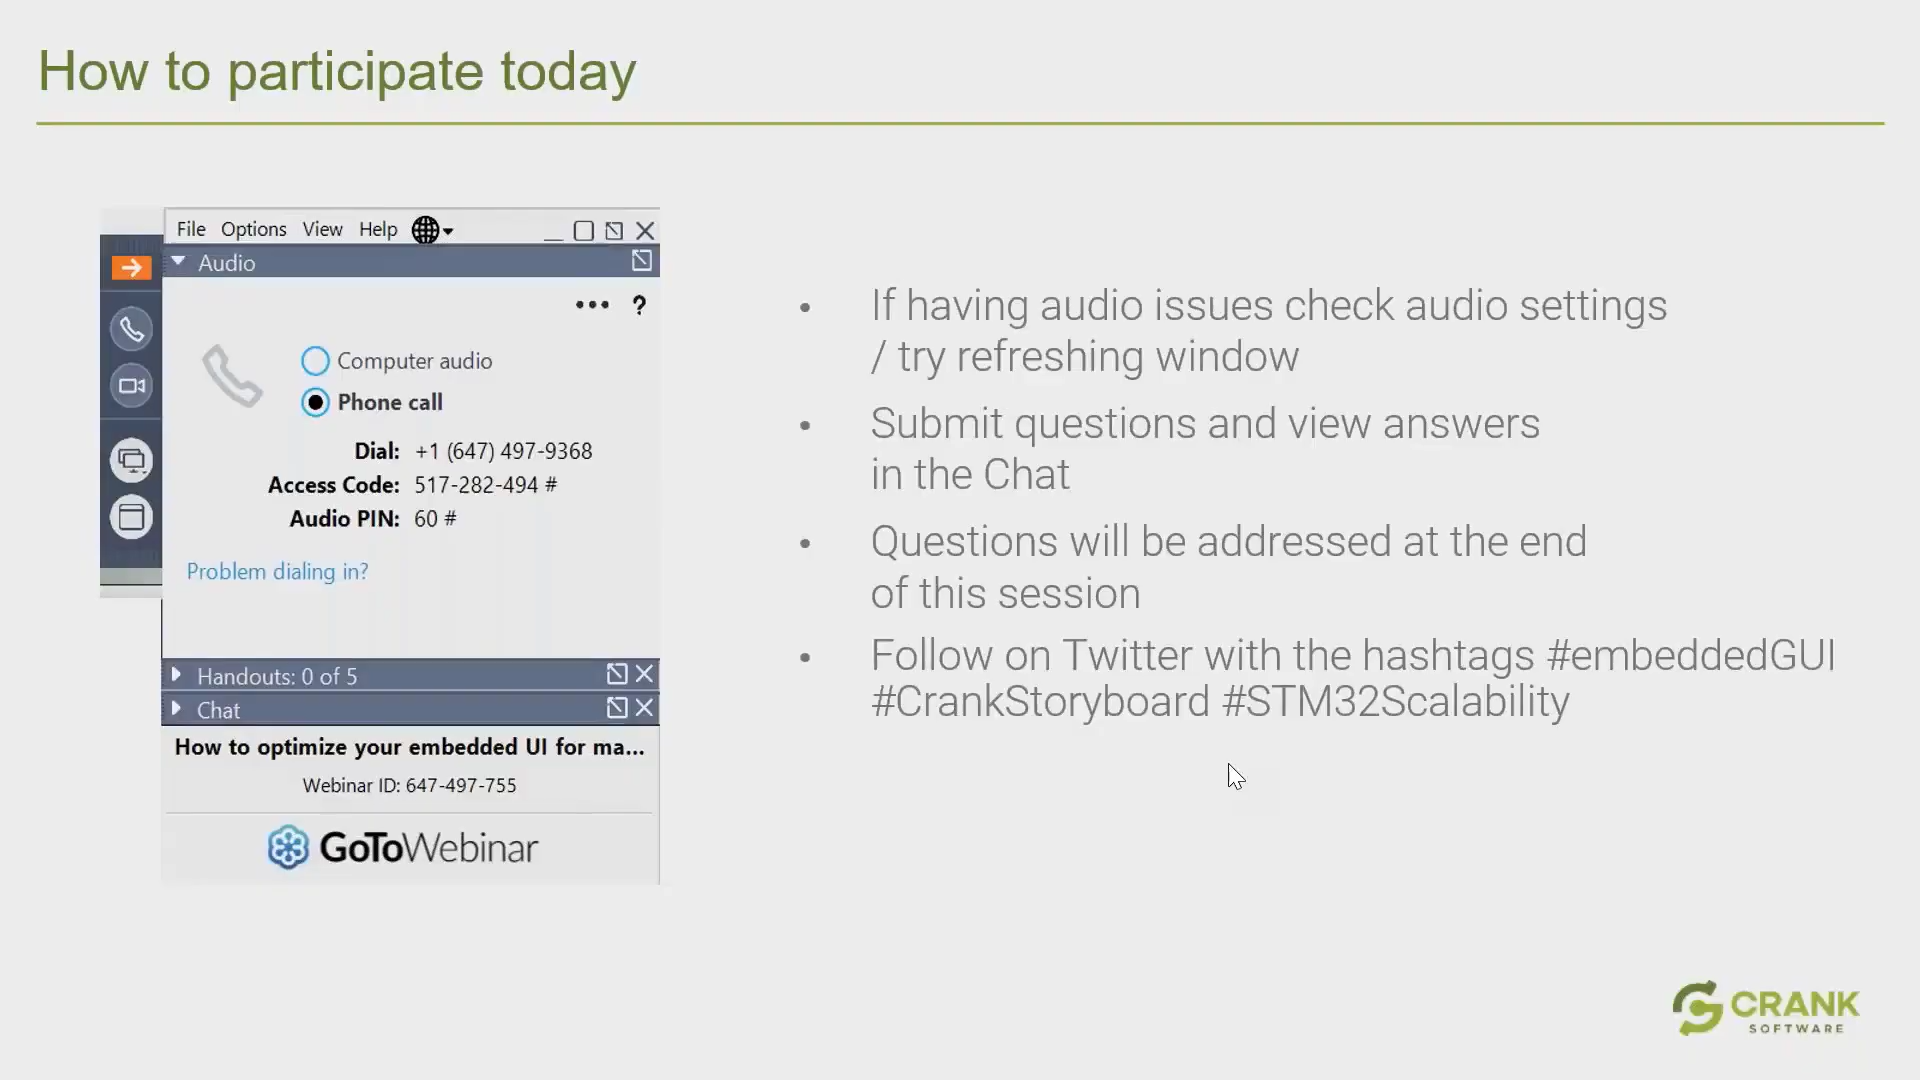 How to participate today
File Options View Help
Audio
?
Computer audio
Phone call
Dial: +1 (647) 497-9368
Access Code: 517-282-494 #
Audio PIN: 60 #
Problem dialing in?
Handouts: 0 of 5
Chat
How to optimize your embedded UI for ma...
Webinar ID: 647-497-755
GoToWebinar
• If having audio issues check audio settings
/ try refreshing window
• Submit questions and view answers
in the Chat
• Questions will be addressed at the end
of this session
• Follow on Twitter with the hashtags #embeddedGUI
#CrankStoryboard #STM32Scalability
CRANK
SOFTWARE